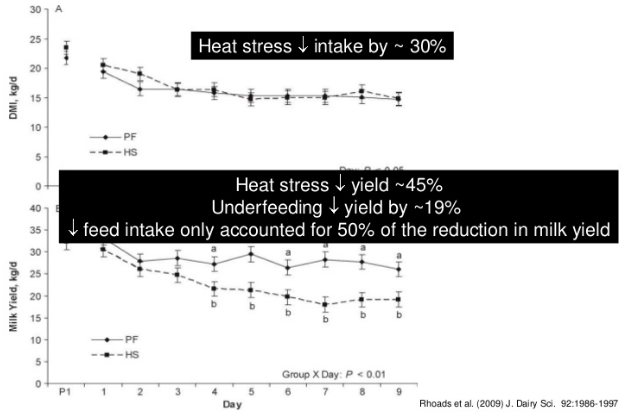 A
Heat stress ↓ intake by ~ 30%
30
25
20
15
10
5
0
DMI, kg/d
PF
HS
Heat stress ↓ yield ~45%
Underfeeding ↓ yield by ~19%
↓ feed intake only accounted for 50% of the reduction in milk yield
40
35
30
25
20
15
10
5
0
Milk Yield, kg/d
a a a a a
b b b b b b
PF
HS
Group X Day: P < 0.01
P1 1 2 3 4 5 6 7 8 9
Day
Rhoads et al. (2009) J. Dairy Sci. 92:1986-1997